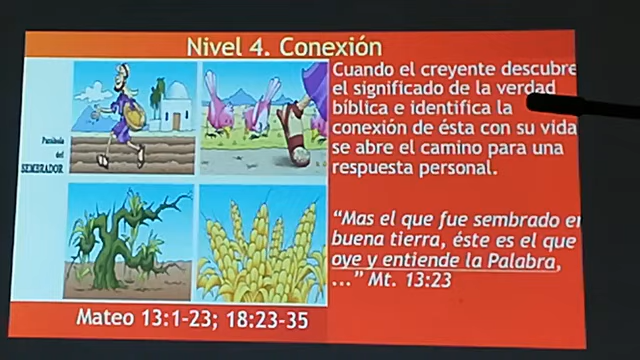 Nivel 4. Conexión
Parábola
del
SEMBRADOR
Cuando el creyente descubre
el significado de la verdad
bíblica e identifica la
conexión de ésta con su vida
se abre el camino para una
respuesta personal.
“Mas el que fue sembrado en
buena tierra, éste es el que
oye y entiende la Palabra,
...” Mt. 13:23
Mateo 13:1-23; 18:23-35